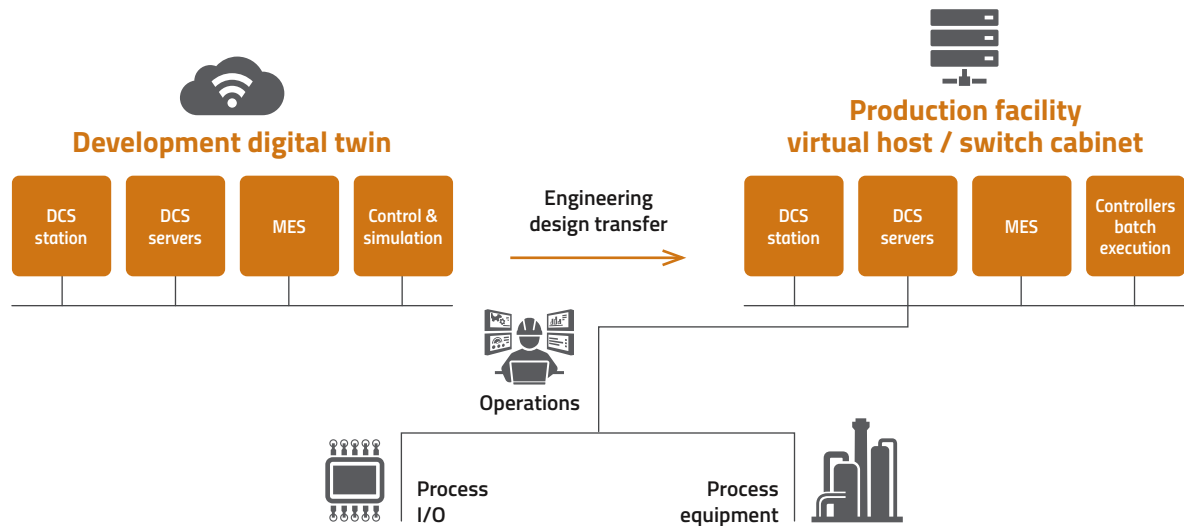 Development digital twin
DCS
station
DCS
servers
MES
Control &
simulation
Engineering
design transfer
Production facility
virtual host / switch cabinet
DCS
station
DCS
servers
MES
Controllers
batch
execution
Operations
Process
I/O
Process
equipment